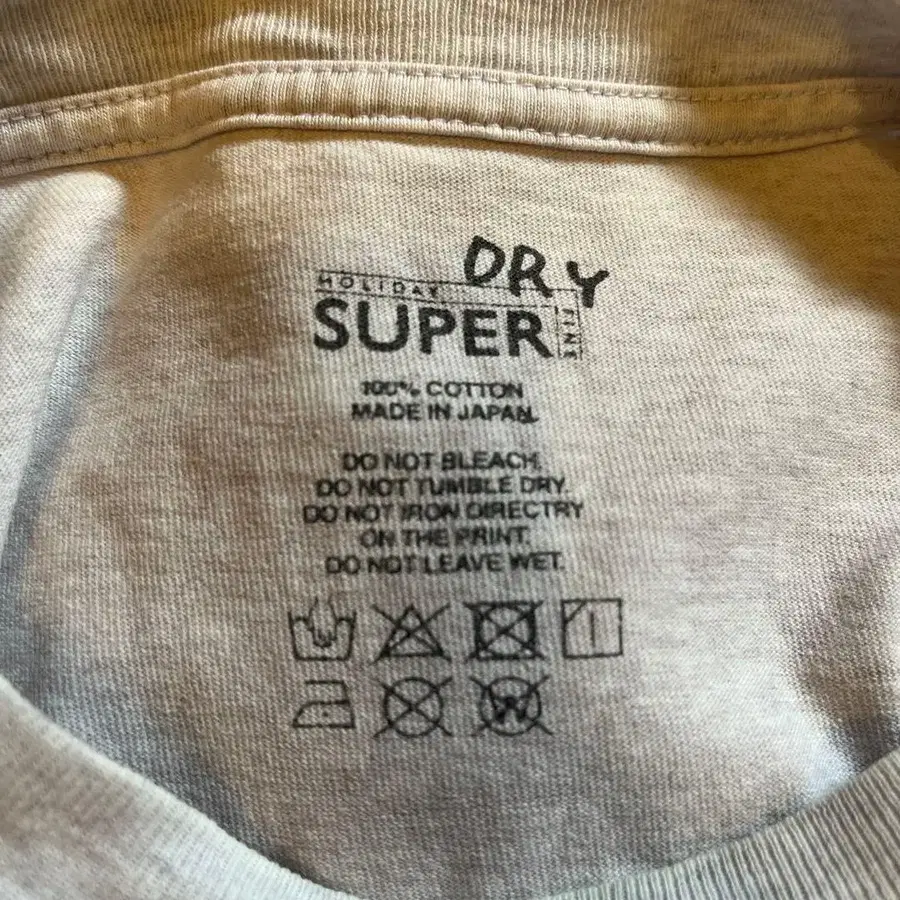 DRY
HOLIDAY
SUPER
FINE
100% COTTON
MADE IN JAPAN.
DO NOT BLEACH.
DO NOT TUMBLE DRY.
DO NOT IRON DIRECTRY
ON THE PRINT.
DO NOT LEAVE WET.
W